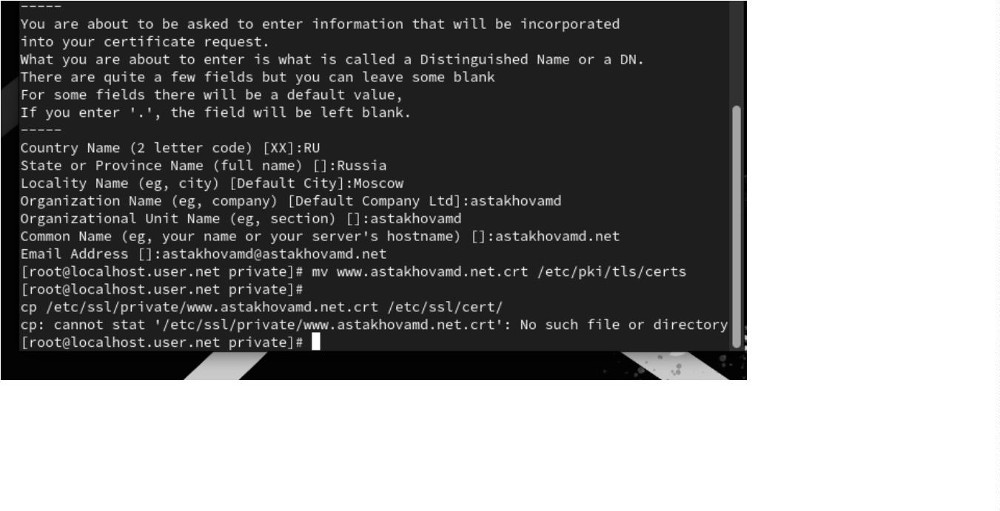 -----
You are about to be asked to enter information that will be incorporated
into your certificate request.
What you are about to enter is what is called a Distinguished Name or a DN.
There are quite a few fields but you can leave some blank
For some fields there will be a default value,
If you enter '.', the field will be left blank.
-----
Country Name (2 letter code) [XX]:RU
State or Province Name (full name) []:Russia
Locality Name (eg, city) [Default City]:Moscow
Organization Name (eg, company) [Default Company Ltd]:astakhovamd
Organizational Unit Name (eg, section) []:astakhovamd
Common Name (eg, your name or your server's hostname) []:astakhovamd.net
Email Address []:astakhovamd@astakhovamd.net
[root@localhost.user.net private]# mv www.astakhovamd.net.crt /etc/pki/tls/certs
[root@localhost.user.net private]#
cp /etc/ssl/private/www.astakhovamd.net.crt /etc/ssl/cert/
cp: cannot stat '/etc/ssl/private/www.astakhovamd.net.crt': No such file or directory
[root@localhost.user.net private]#